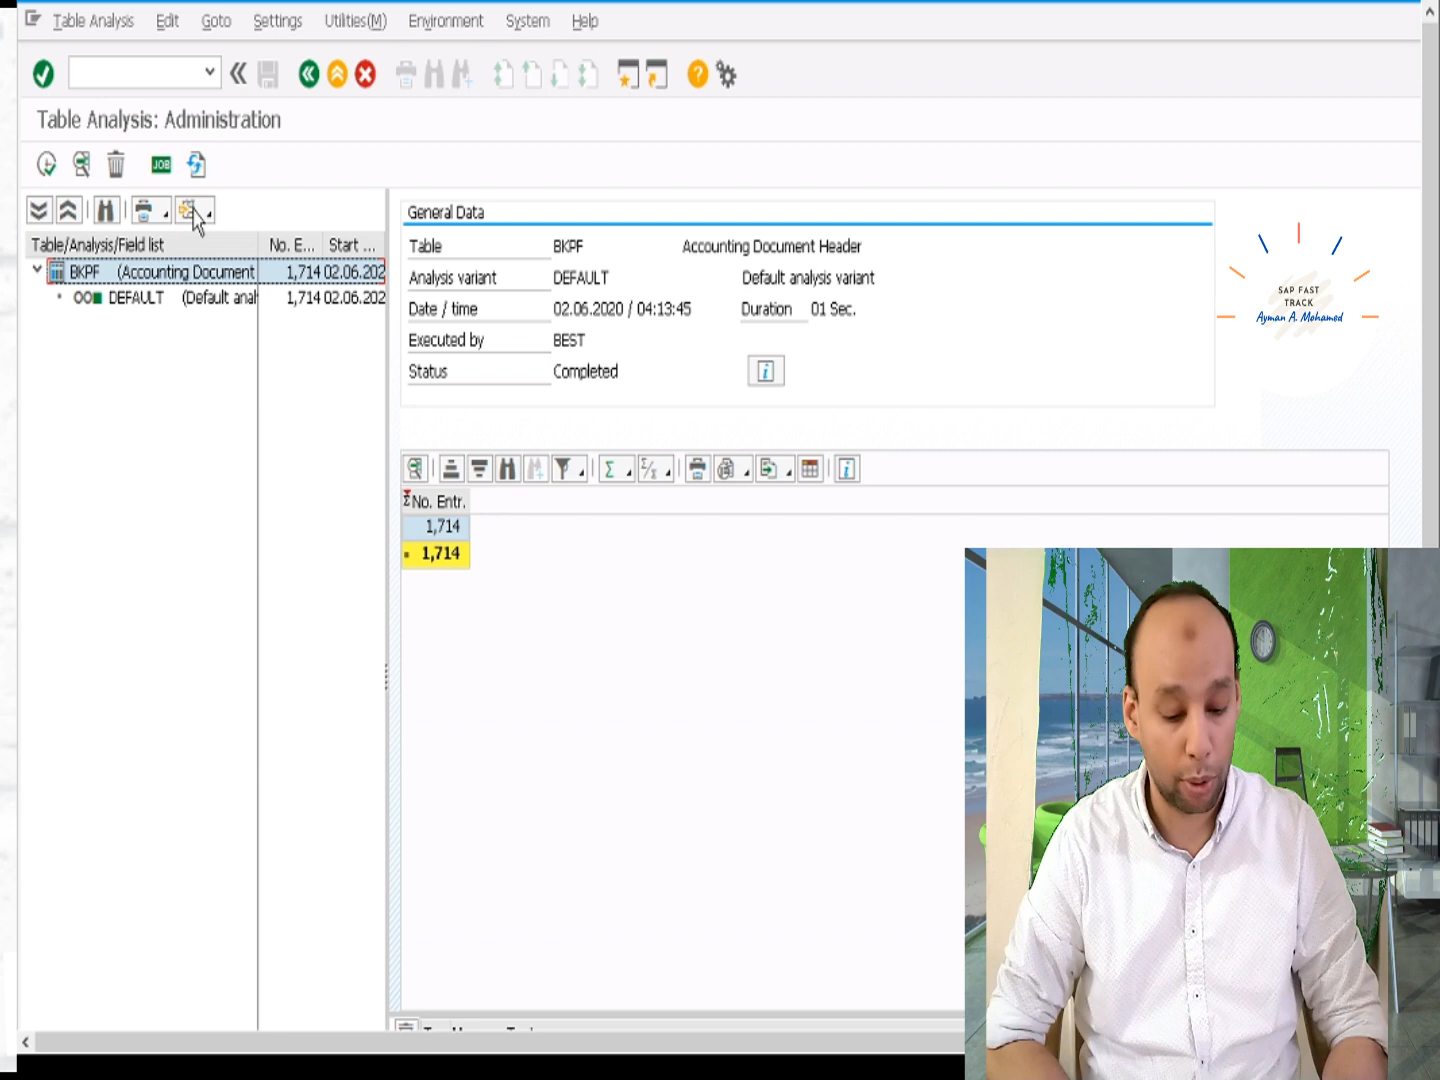 Table Analysis Edit Goto Settings Utilities(M) Environment System Help
Table Analysis: Administration
JOB
Table/Analysis/Field list No. E... Start ...
BKPF (Accounting Document 1,714 02.06.202
DEFAULT (Default anal 1,714 02.06.202
General Data
Table BKPF Accounting Document Header
Analysis variant DEFAULT Default analysis variant
Date / time 02.06.2020 / 04:13:45 Duration 01 Sec.
Executed by BEST
Status Completed
SAP FAST
TRACK
Ayman A. Mohamed
No. Entr.
1,714
1,714